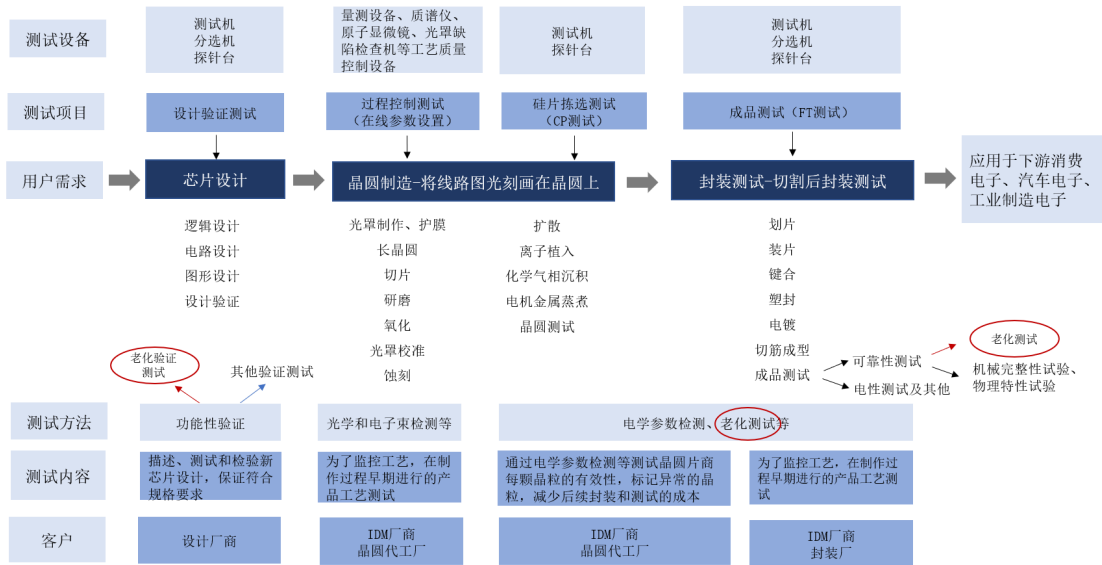 测试设备
测试机
分选机
探针台
量测设备、质谱仪、
原子显微镜、光罩缺
陷检查机等工艺质量
控制设备
测试机
探针台
测试机
分选机
探针台
测试项目
设计验证测试
过程控制测试
（在线参数设置）
硅片拣选测试
（CP测试）
成品测试（FT测试）
用户需求
芯片设计
晶圆制造-将线路图光刻画在晶圆上
封装测试-切割后封装测试
应用于下游消费
电子、汽车电子、
工业制造电子
逻辑设计
电路设计
图形设计
设计验证
光罩制作、护膜
长晶圆
切片
研磨
氧化
光罩校准
蚀刻
扩散
离子植入
化学气相沉积
电机金属蒸煮
晶圆测试
划片
装片
键合
塑封
电镀
切筋成型
成品测试
可靠性测试
电性测试及其他
老化测试
机械完整性试验、
物理特性试验
老化验证
测试
其他验证测试
测试方法
功能性验证
光学和电子束检测等
电学参数检测、老化测试等
测试内容
描述、测试和检验新
芯片设计，保证符合
规格要求
为了监控工艺，在制
作过程早期进行的产
品工艺测试
通过电学参数检测等测试晶圆片商
每颗晶粒的有效性，标记异常的晶
粒，减少后续封装和测试的成本
为了监控工艺，在制作过
程早期进行的产品工艺测
试
客户
设计厂商
IDM厂商
晶圆代工厂
IDM厂商
晶圆代工厂
IDM厂商
封装厂